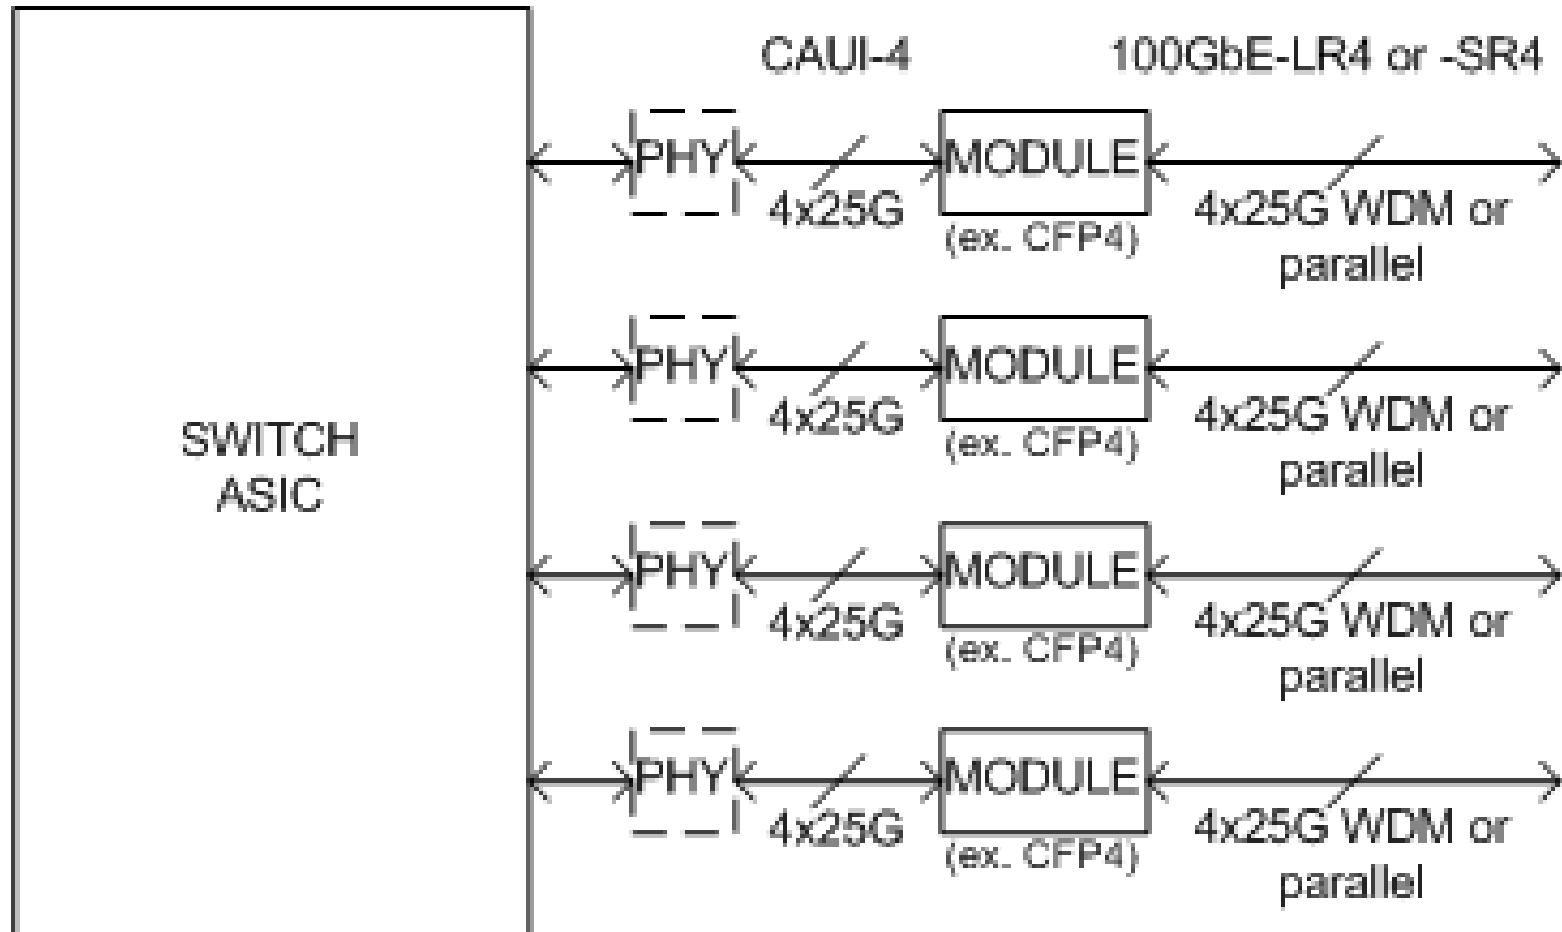 CAUI-4 100GbE-LR4 or -SR4
PHY MODULE
4x25G (ex. CFP4) 4x25G WDM or
parallel
PHY MODULE
4x25G (ex. CFP4) 4x25G WDM or
parallel
SWITCH
ASIC
PHY MODULE
4x25G (ex. CFP4) 4x25G WDM or
parallel
PHY MODULE
4x25G (ex. CFP4) 4x25G WDM or
parallel